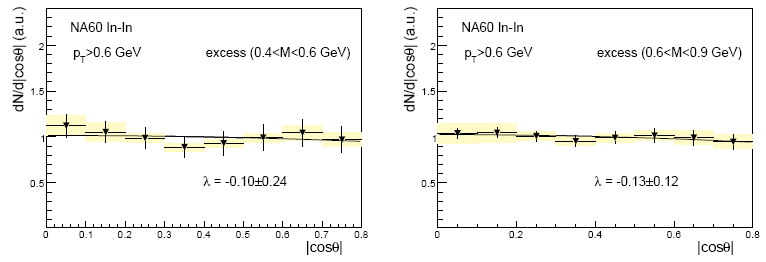 NA60 In-In
p_T>0.6 GeV
excess (0.4<M<0.6 GeV)
dN/d|cosθ| (a.u.)
2
1.5
1
0.5
λ = -0.10±0.24
0 0.1 0.2 0.3 0.4 0.5 0.6 0.7 0.8
|cosθ|
NA60 In-In
p_T>0.6 GeV
excess (0.6<M<0.9 GeV)
dN/d|cosθ| (a.u.)
2
1.5
1
0.5
λ = -0.13±0.12
0 0.2 0.4 0.6 0.8
|cosθ|